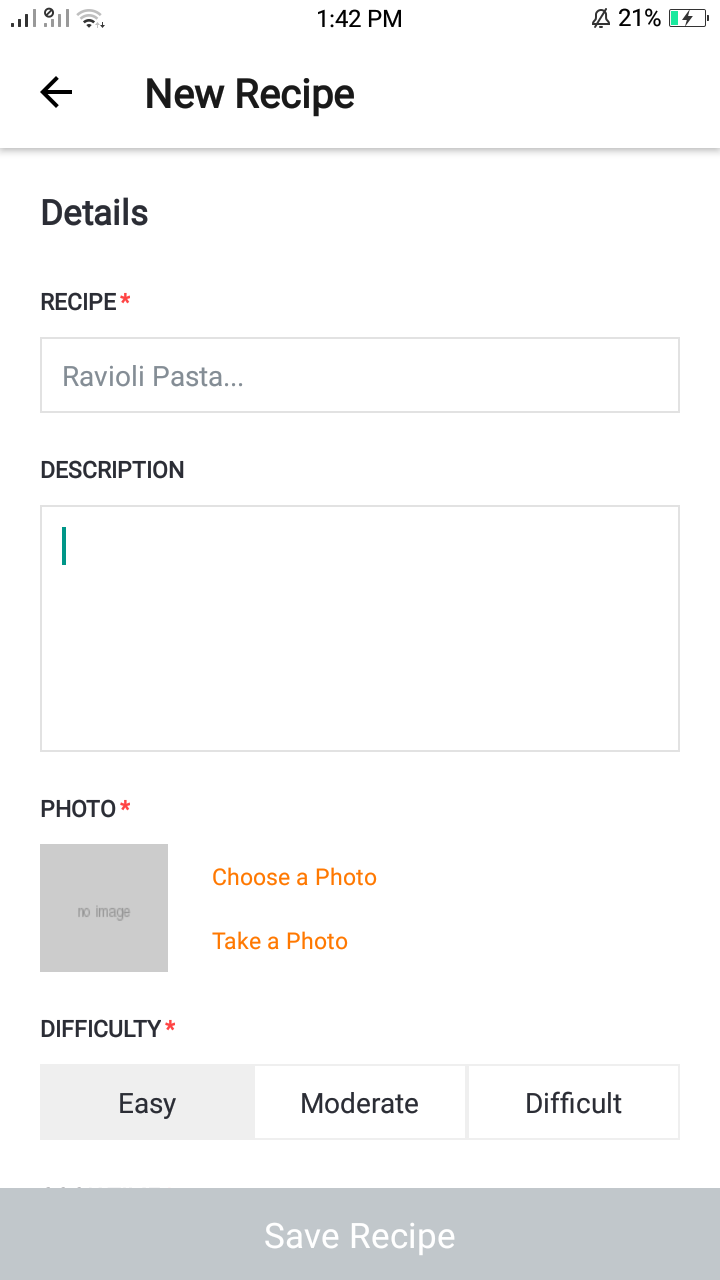 1:42 PM
21%
New Recipe
Details
RECIPE*
Ravioli Pasta...
DESCRIPTION
PHOTO*
no image
Choose a Photo
Take a Photo
DIFFICULTY*
Easy Moderate Difficult
Save Recipe